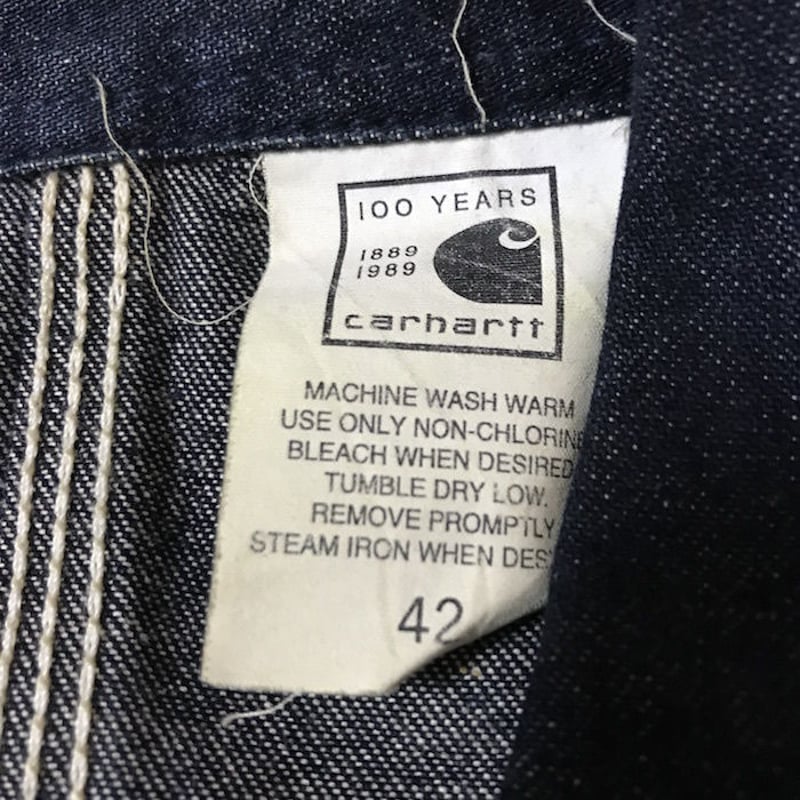 100 YEARS
1889
1989
carhartt
MACHINE WASH WARM
USE ONLY NON-CHLORINE
BLEACH WHEN DESIRED
TUMBLE DRY LOW.
REMOVE PROMPTLY
STEAM IRON WHEN
42